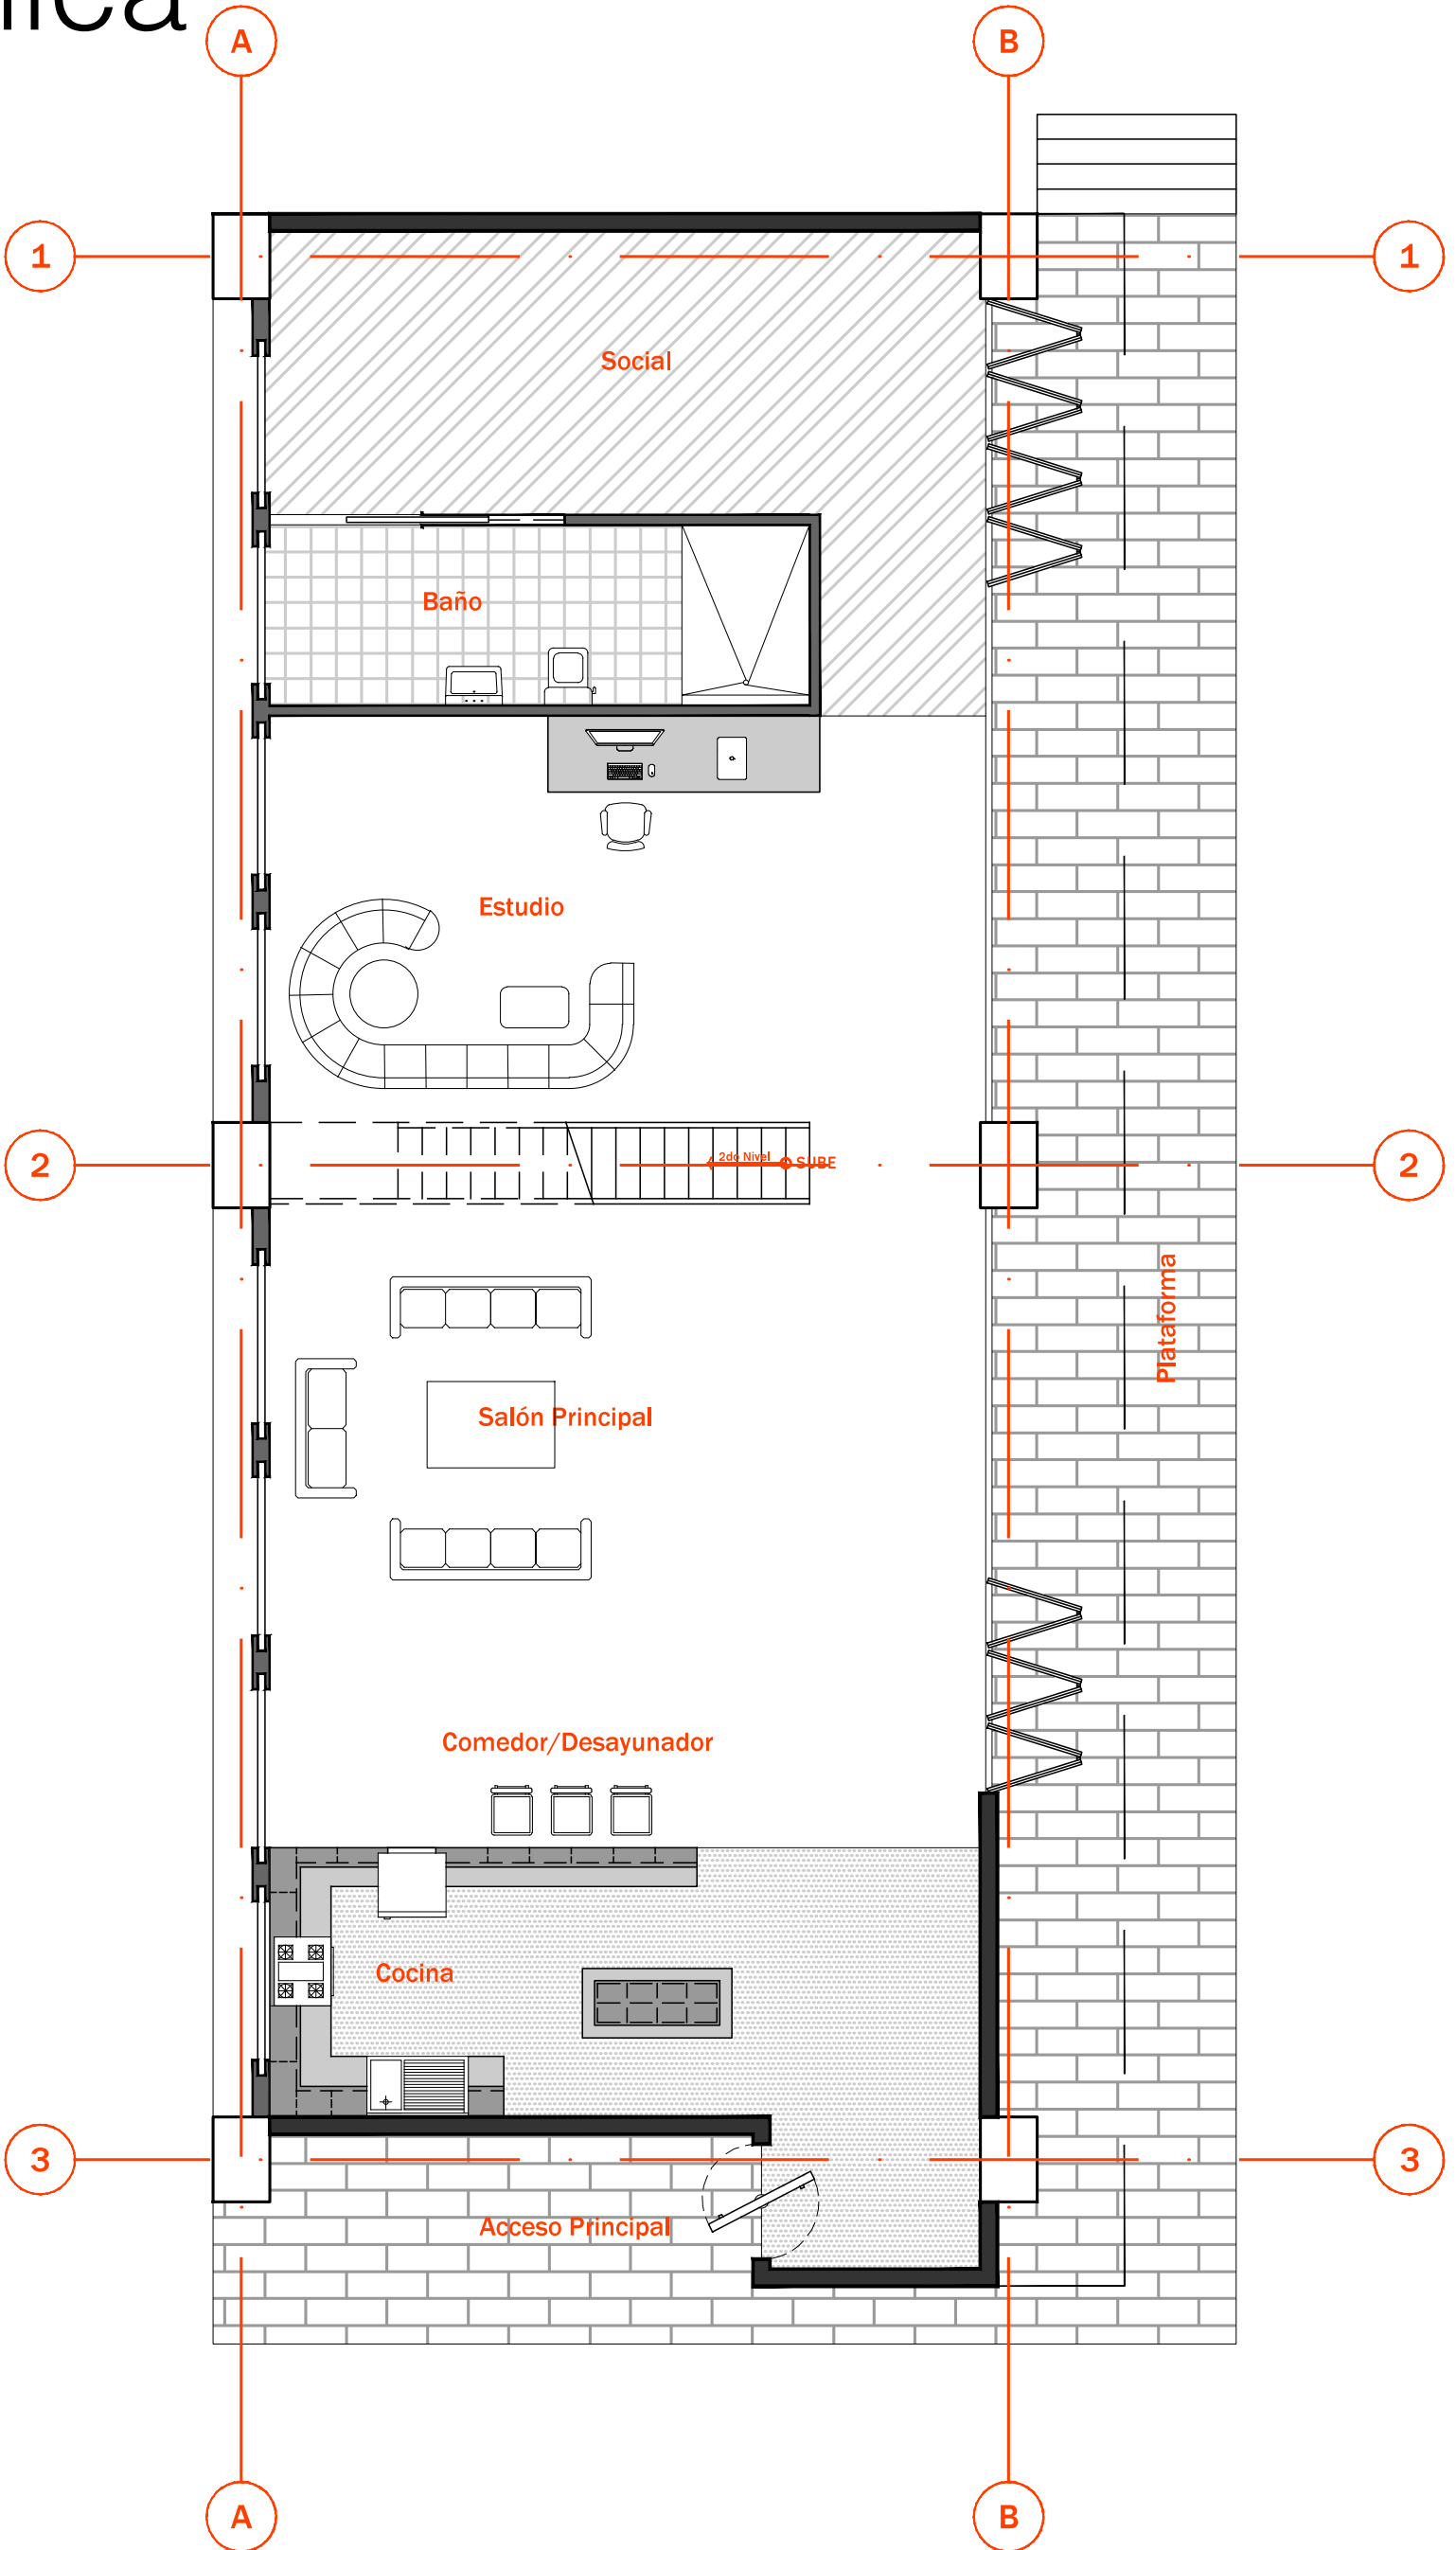 A
B
1
1
Social
Baño
Estudio
2
2do Nivel
SUBE
2
Plataforma
Salón Principal
Comedor/Desayunador
Cocina
3
3
Acceso Principal
A
B